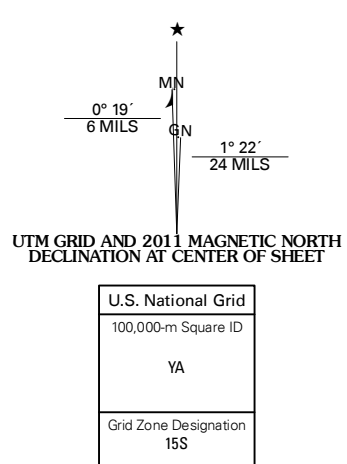 ★
MN
0° 19´
6 MILS
GN
1° 22´
24 MILS
UTM GRID AND 2011 MAGNETIC NORTH
DECLINATION AT CENTER OF SHEET
U.S. National Grid
100,000-m Square ID
YA
Grid Zone Designation
15S